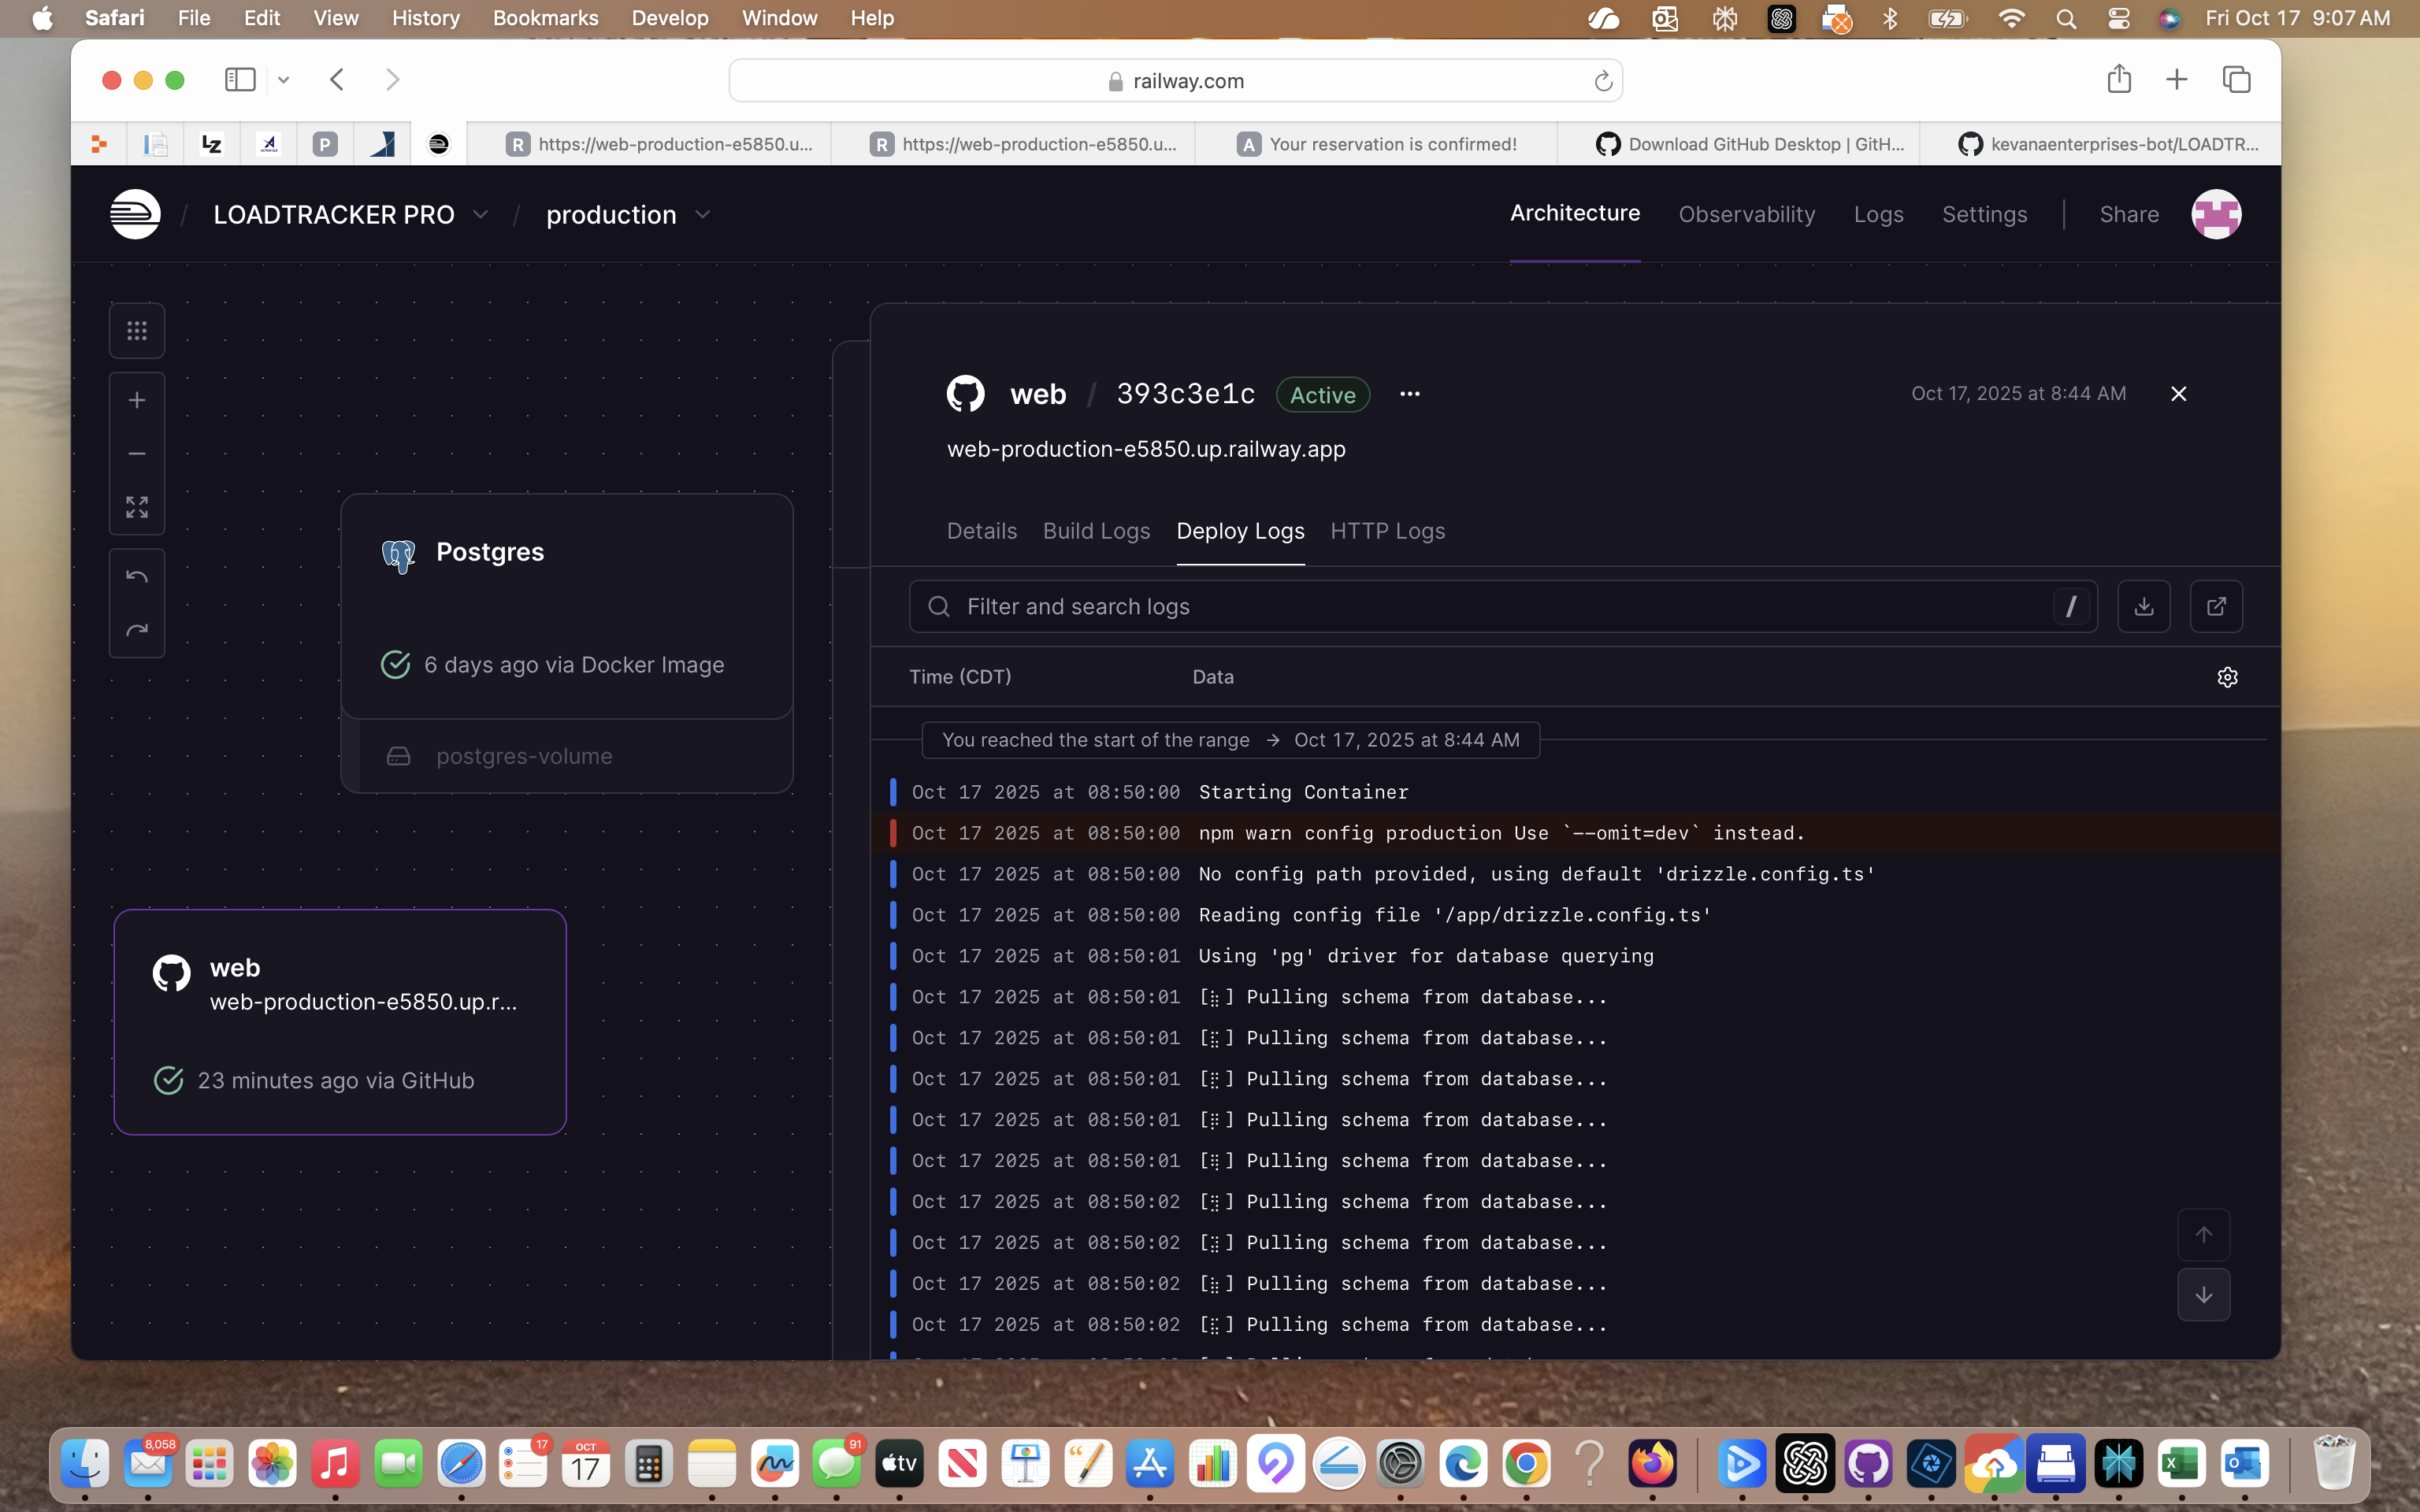 Safari File Edit View History Bookmarks Develop Window Help Fri Oct 17 9:07 AM
railway.com
LZ P R https://web-production-e5850.u... R https://web-production-e5850.u... A Your reservation is confirmed! Download GitHub Desktop | GitH... kevanaenterprises-bot/LOADTR...
/ LOADTRACKER PRO / production Architecture Observability Logs Settings Share
web / 393c3e1c Active ... Oct 17, 2025 at 8:44 AM
web-production-e5850.up.railway.app
Details Build Logs Deploy Logs HTTP Logs
Filter and search logs /
Time (CDT) Data
You reached the start of the range → Oct 17, 2025 at 8:44 AM
Postgres
6 days ago via Docker Image
postgres-volume
web
web-production-e5850.up.r...
23 minutes ago via GitHub
Oct 17 2025 at 08:50:00 Starting Container
Oct 17 2025 at 08:50:00 npm warn config production Use `--omit=dev` instead.
Oct 17 2025 at 08:50:00 No config path provided, using default 'drizzle.config.ts'
Oct 17 2025 at 08:50:00 Reading config file '/app/drizzle.config.ts'
Oct 17 2025 at 08:50:01 Using 'pg' driver for database querying
Oct 17 2025 at 08:50:01 [⣷] Pulling schema from database...
Oct 17 2025 at 08:50:01 [⣯] Pulling schema from database...
Oct 17 2025 at 08:50:01 [⣟] Pulling schema from database...
Oct 17 2025 at 08:50:01 [⡿] Pulling schema from database...
Oct 17 2025 at 08:50:01 [⢿] Pulling schema from database...
Oct 17 2025 at 08:50:02 [⣻] Pulling schema from database...
Oct 17 2025 at 08:50:02 [⣽] Pulling schema from database...
Oct 17 2025 at 08:50:02 [⣷] Pulling schema from database...
Oct 17 2025 at 08:50:02 [⣯] Pulling schema from database...
8,058 17 OCT 17 91 tv X O